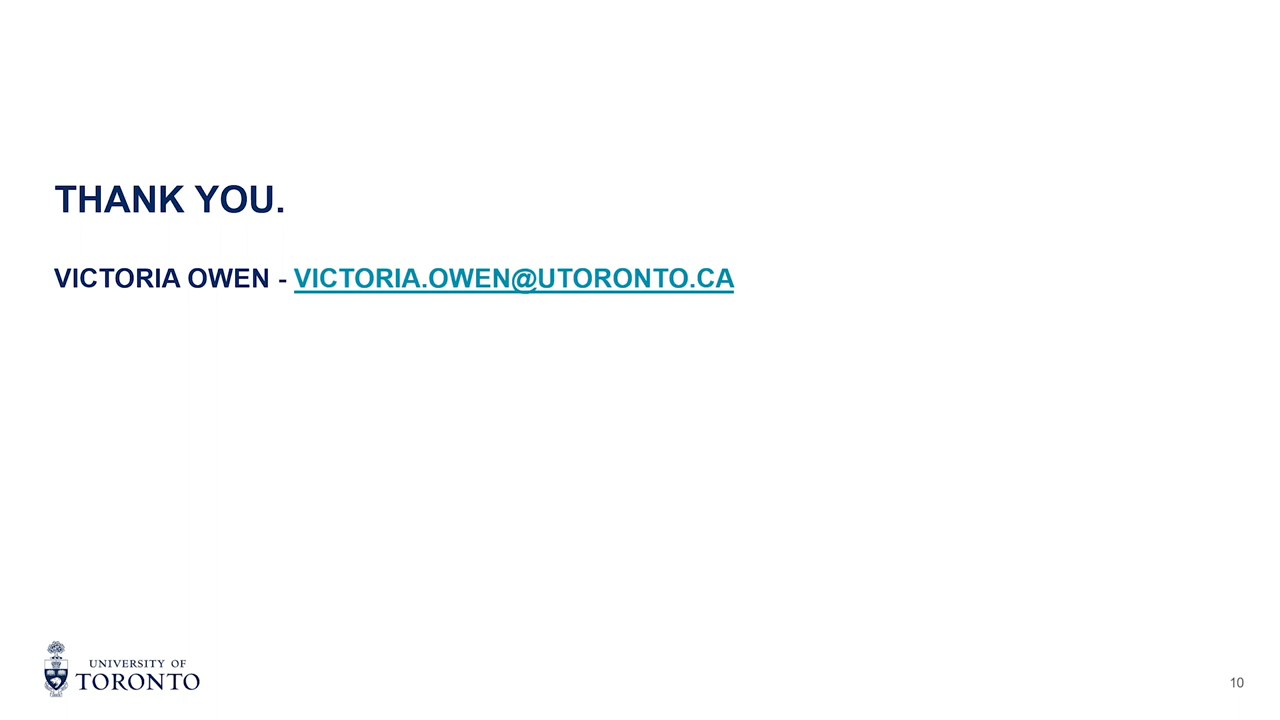 THANK YOU.
VICTORIA OWEN - VICTORIA.OWEN@UTORONTO.CA
UNIVERSITY OF
TORONTO
10